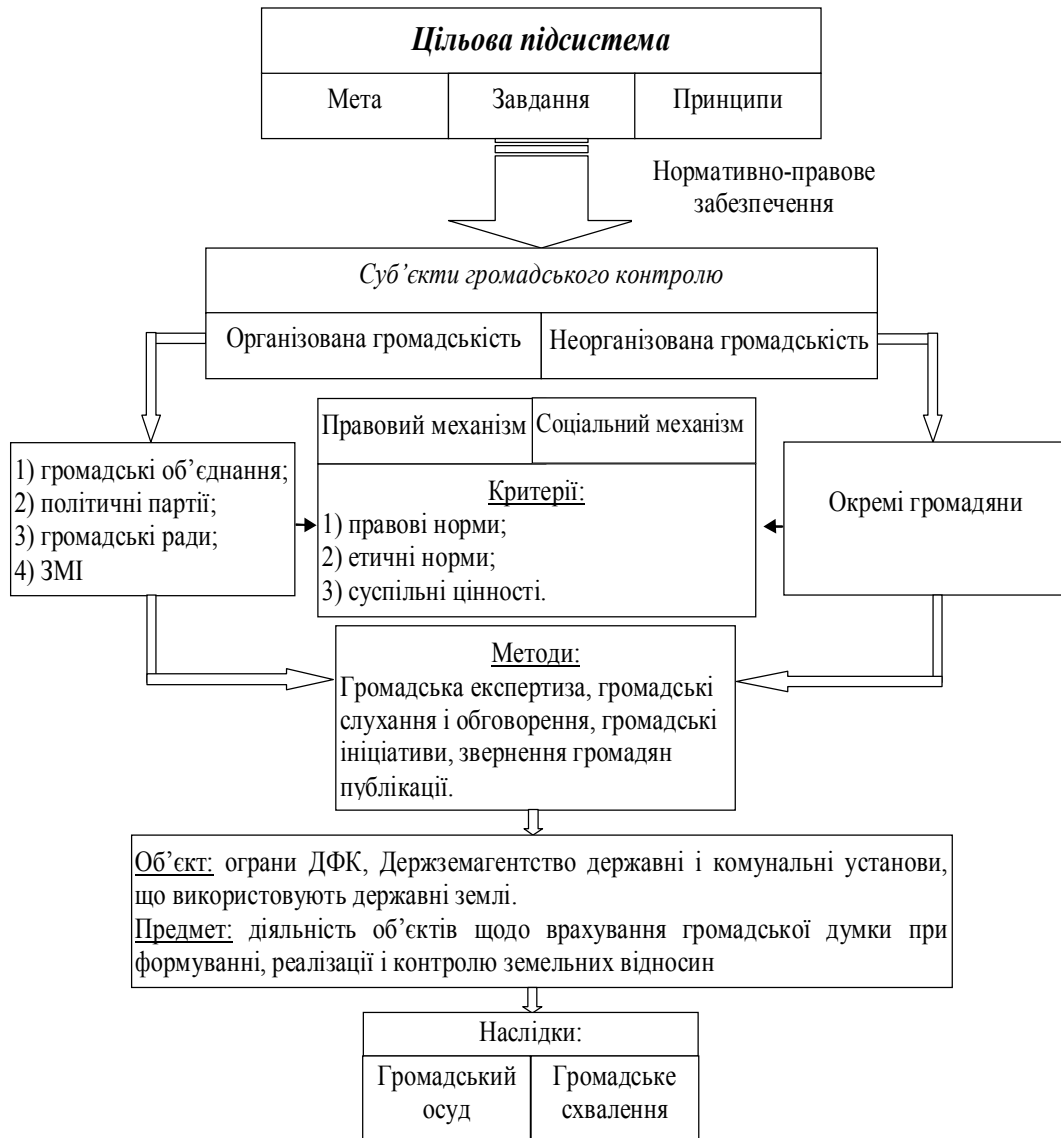 Цільова підсистема
Мета
Завдання
Принципи
Нормативно-правове
забезпечення
Суб’єкти громадського контролю
Організована громадськість
Неорганізована громадськість
Правовий механізм
Соціальний механізм
1) громадські об’єднання;
2) політичні партії;
3) громадські ради;
4) ЗМІ
Критерії:
1) правові норми;
2) етичні норми;
3) суспільні цінності.
Окремі громадяни
Методи:
Громадська експертиза, громадські
слухання і обговорення, громадські
ініціативи, звернення громадян
публікації.
Об’єкт: ограни ДФК, Держземагентство державні і комунальні установи,
що використовують державні землі.
Предмет: діяльність об’єктів щодо врахування громадської думки при
формуванні, реалізації і контролю земельних відносин
Наслідки:
Громадський
осуд
Громадське
схвалення